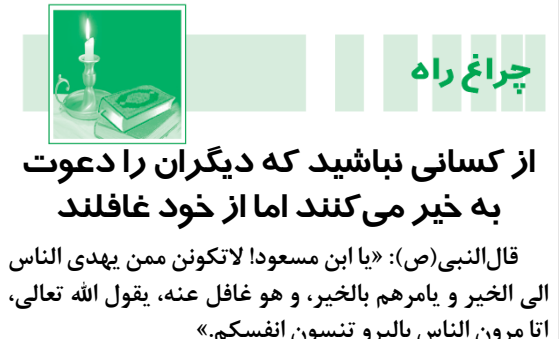 چراغ راه
از کسانی نباشید که دیگران را دعوت
به خیر می‌کنند اما از خود غافلند
قال‌النبی(ص): «یا ابن مسعود! لاتکونن ممن یهدی الناس
الی الخیر و یامرهم بالخیر، و هو غافل عنه، یقول الله تعالی،
اتا مرون الناس بالبرو تنسون انفسکم.»